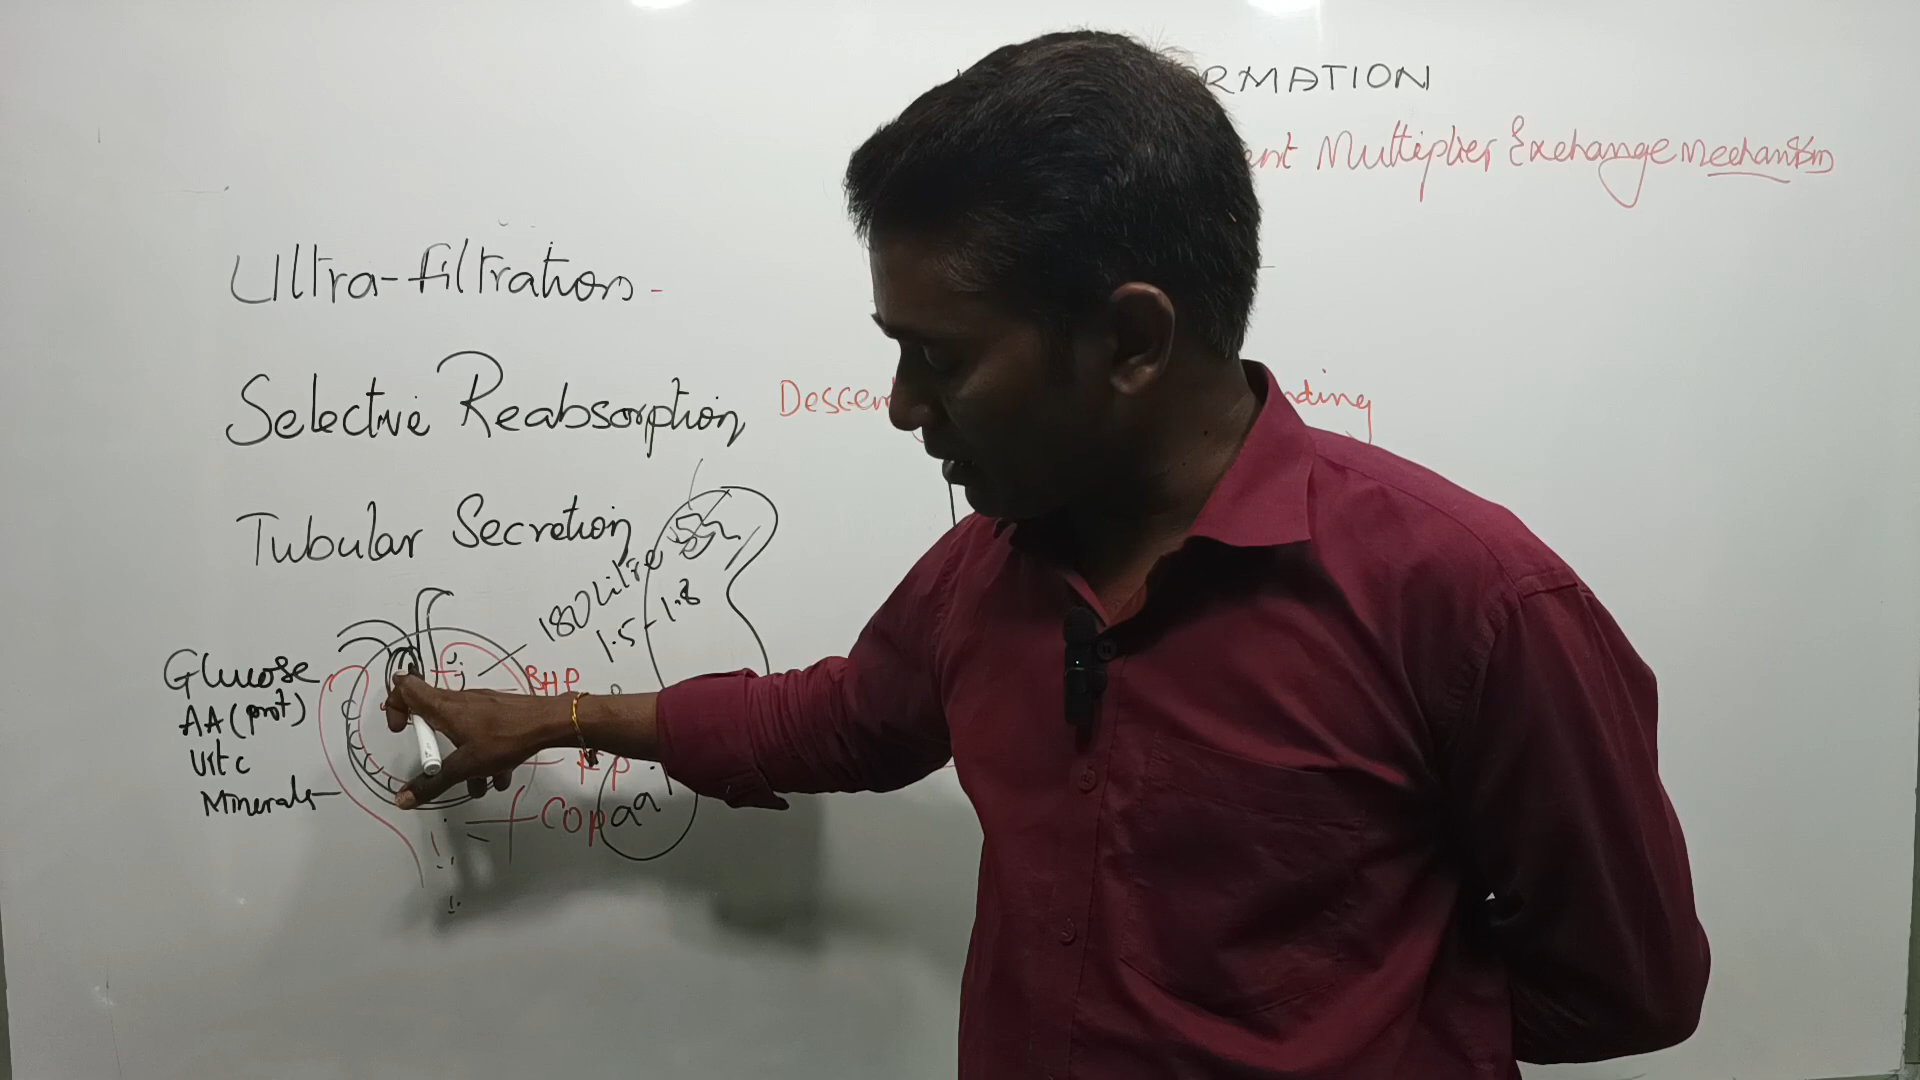 RMATION
ent Multiplier Exchange Mechanism
Ultra-filtration -
Selective Reabsorption
Descen
nding
Tubular Secretion
180 Litre
1.5 - 1.8
Glucose
AA (prot)
Vit c
Minerals
BHP
COP